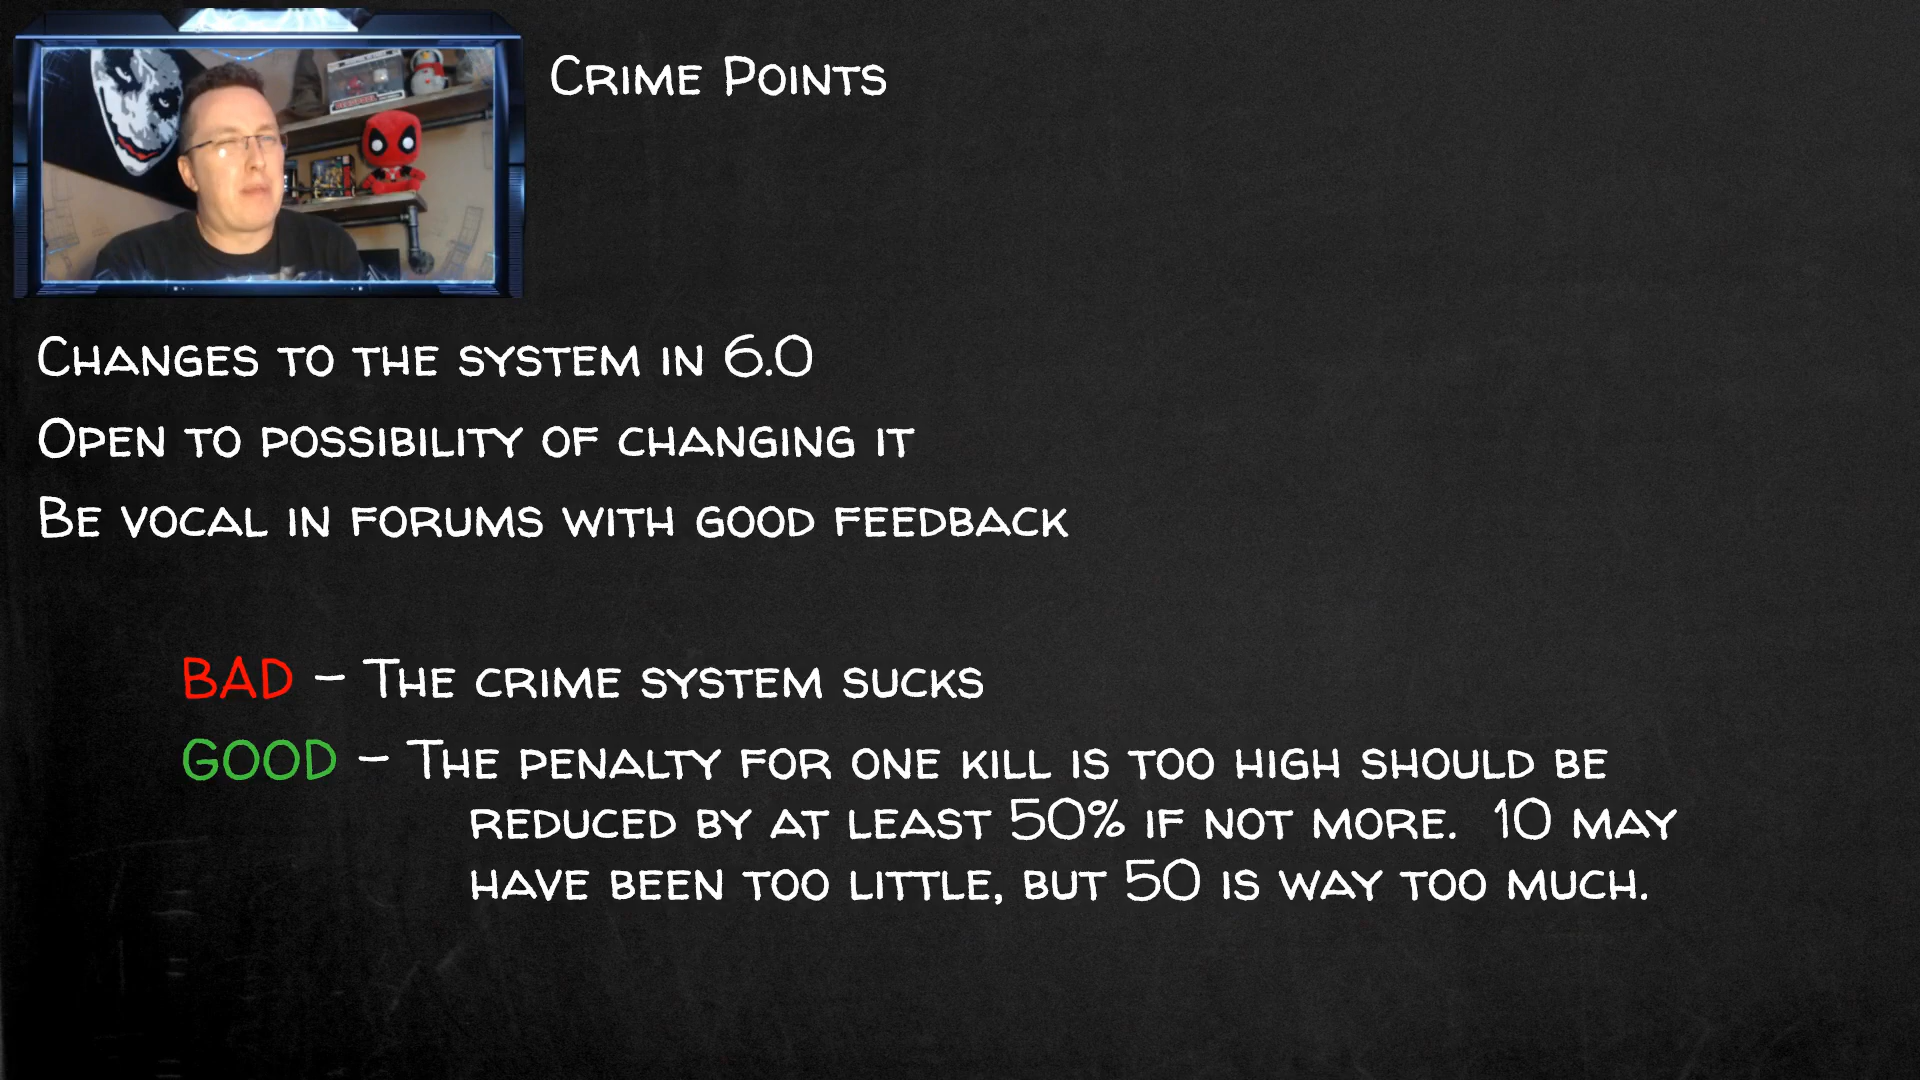 Crime Points
Changes to the system in 6.0
Open to possibility of changing it
Be vocal in forums with good feedback
BAD – The crime system sucks
GOOD – The penalty for one kill is too high should be
reduced by at least 50% if not more. 10 may
have been too little, but 50 is way too much.